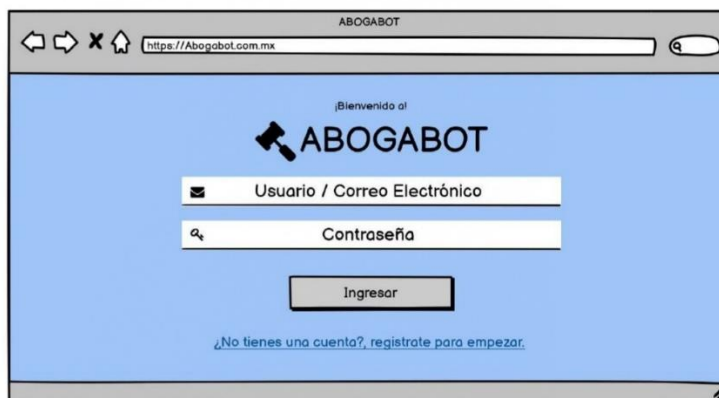 ABOGABOT
https://Abogabot.com.mx
¡Bienvenido a!
ABOGABOT
Usuario / Correo Electrónico
Contraseña
Ingresar
¿No tienes una cuenta?, registrate para empezar.